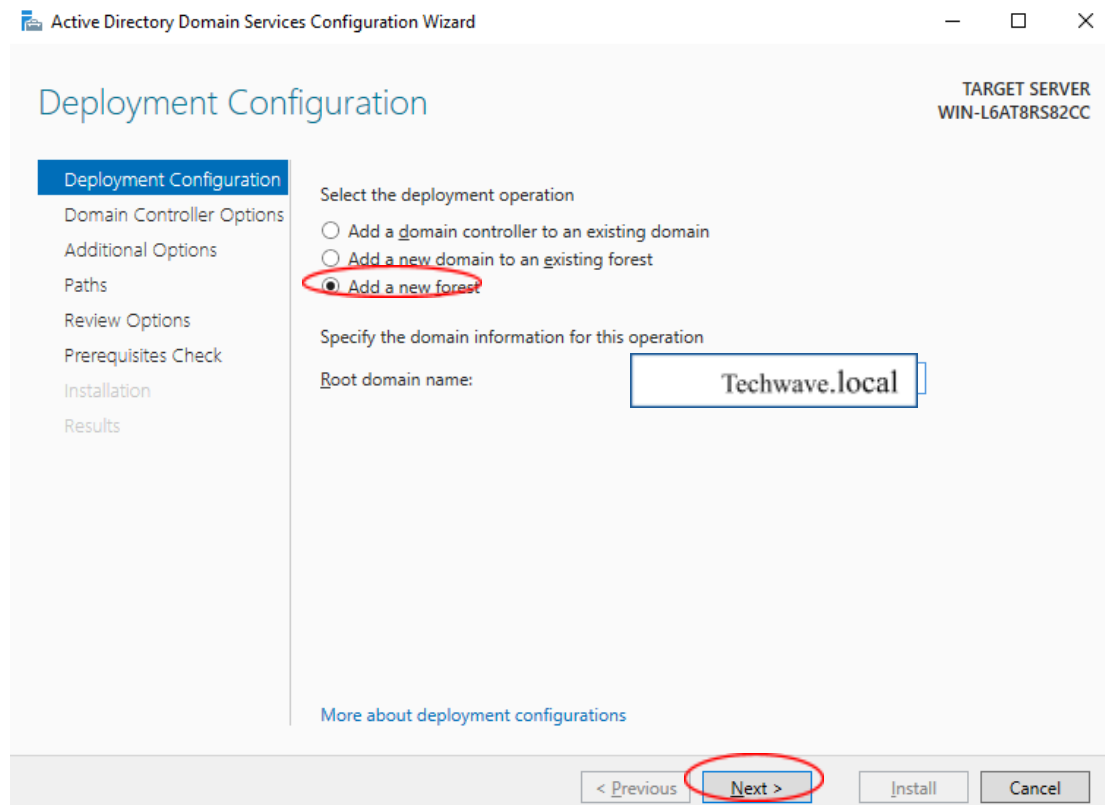 Active Directory Domain Services Configuration Wizard
Deployment Configuration
TARGET SERVER
WIN-L6AT8RS82CC
Deployment Configuration
Domain Controller Options
Additional Options
Paths
Review Options
Prerequisites Check
Installation
Results
Select the deployment operation
Add a domain controller to an existing domain
Add a new domain to an existing forest
Add a new forest
Specify the domain information for this operation
Root domain name:
Techwave.local
More about deployment configurations
< Previous
Next >
Install
Cancel